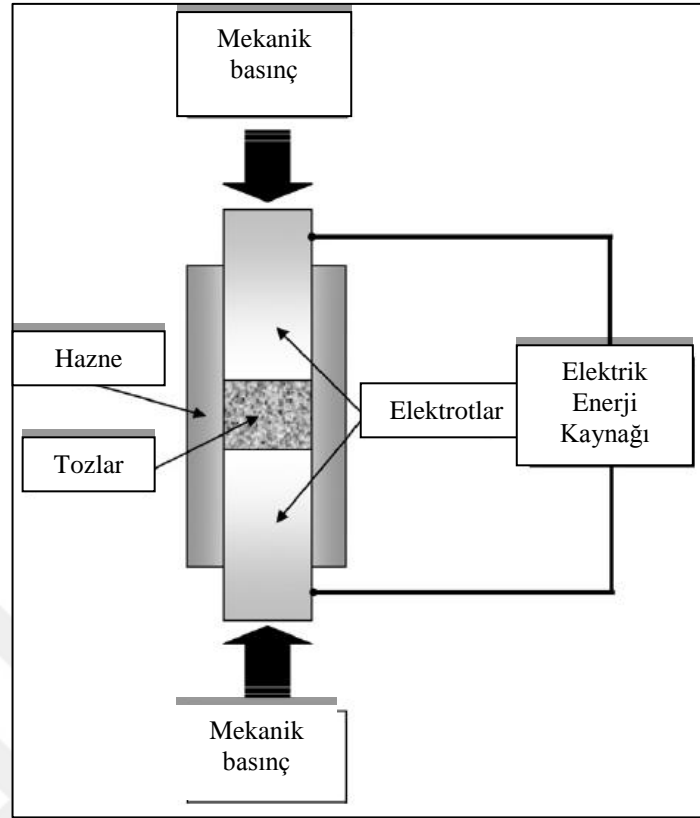 Mekanik
basınç
Hazne
Tozlar
Elektrotlar
Elektrik
Enerji
Kaynağı
Mekanik
basınç